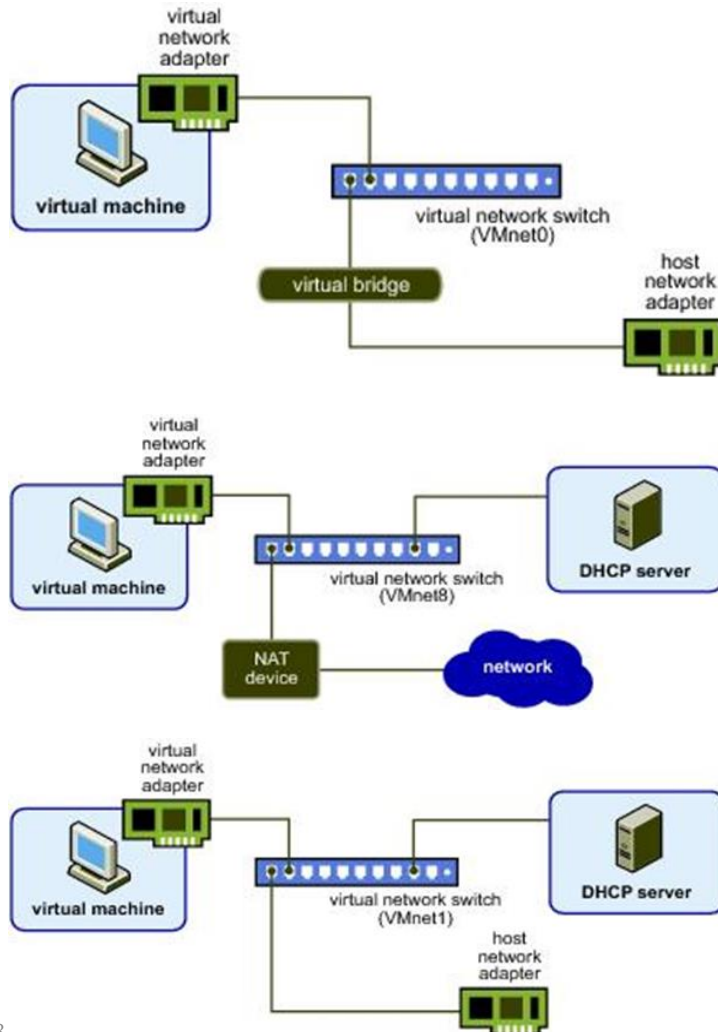 virtual
network
adapter
virtual machine
virtual network switch
(VMnet0)
virtual bridge
host
network
adapter
virtual
network
adapter
virtual machine
virtual network switch
(VMnet8)
DHCP server
NAT
device
network
virtual
network
adapter
virtual machine
virtual network switch
(VMnet1)
DHCP server
host
network
adapter